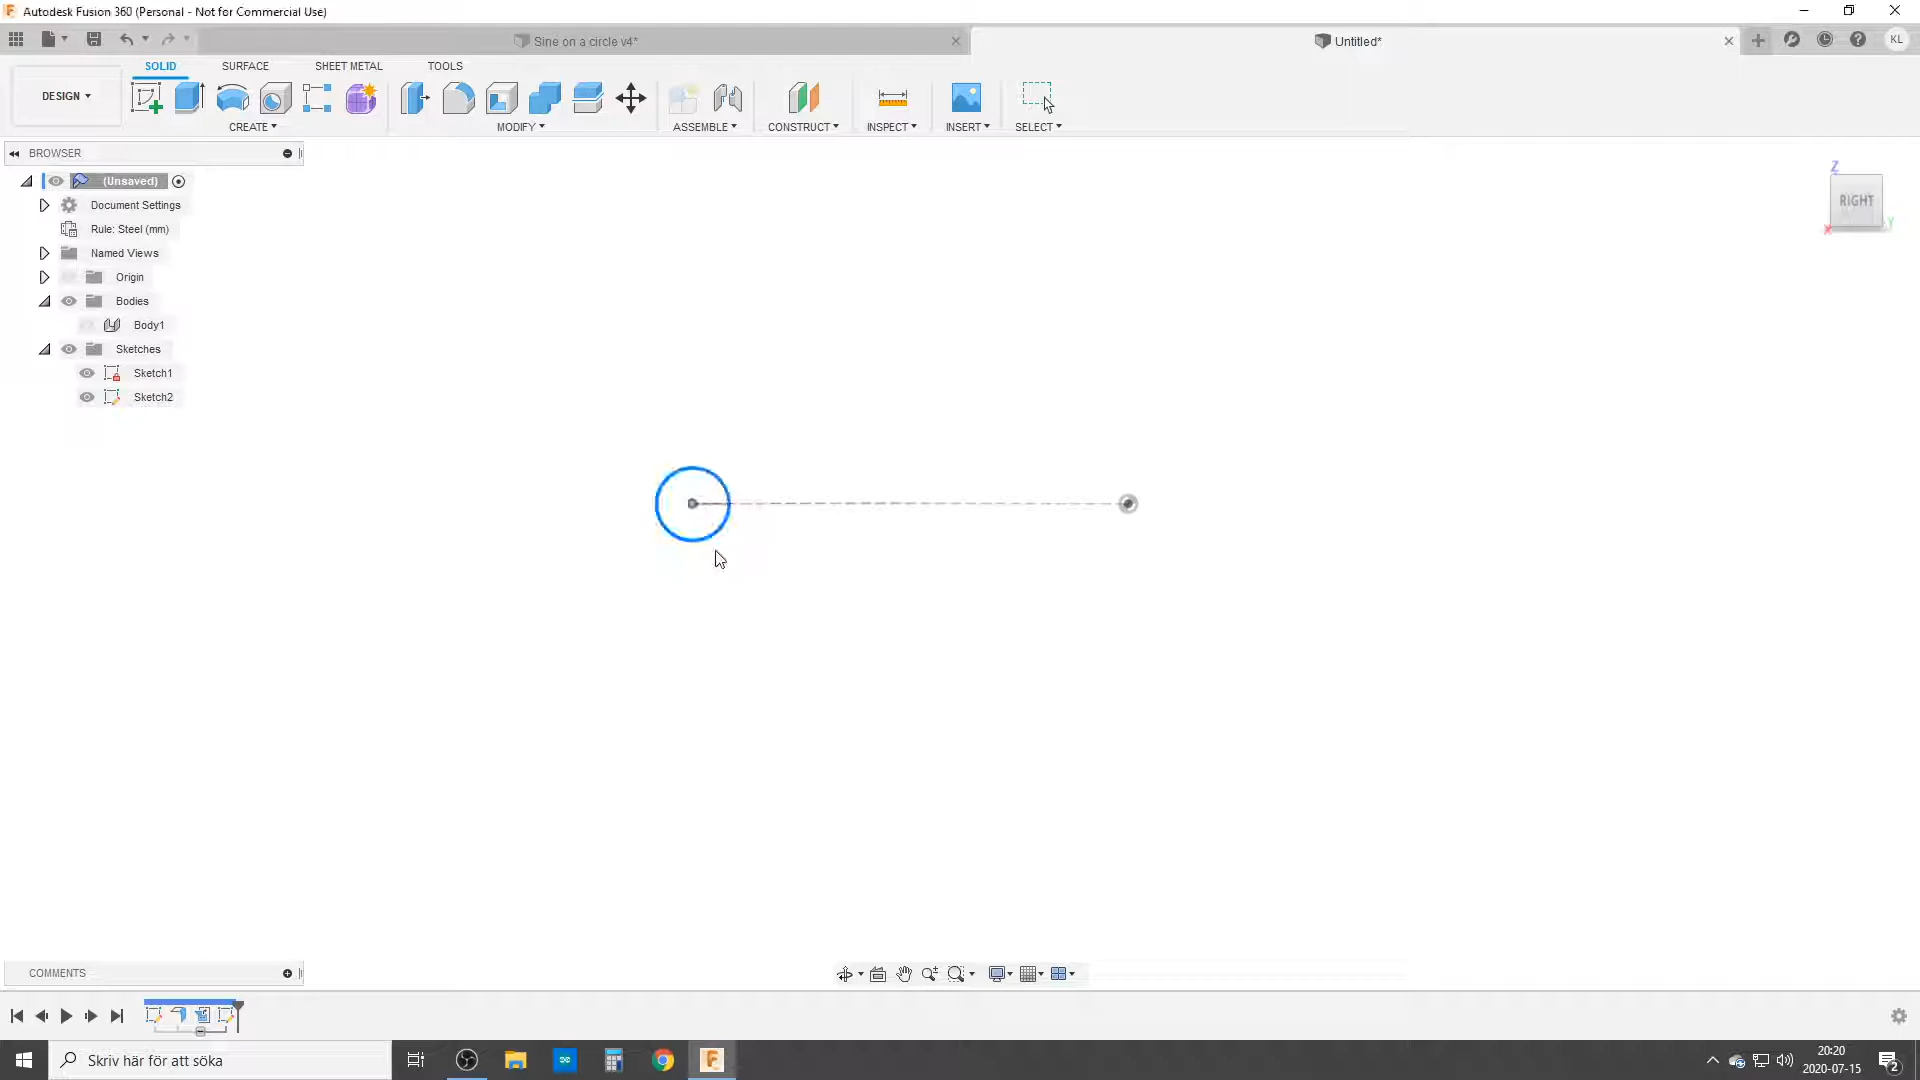 Autodesk Fusion 360 (Personal - Not for Commercial Use)
Sine on a circle v4*
Untitled*
KL
SOLID
SURFACE
SHEET METAL
TOOLS
DESIGN
CREATE
MODIFY
ASSEMBLE
CONSTRUCT
INSPECT
INSERT
SELECT
BROWSER
(Unsaved)
Document Settings
Rule: Steel (mm)
Named Views
Origin
Bodies
Body1
Sketches
Sketch1
Sketch2
Z
RIGHT
X
Y
COMMENTS
Skriv här för att söka
20:20
2020-07-15
2